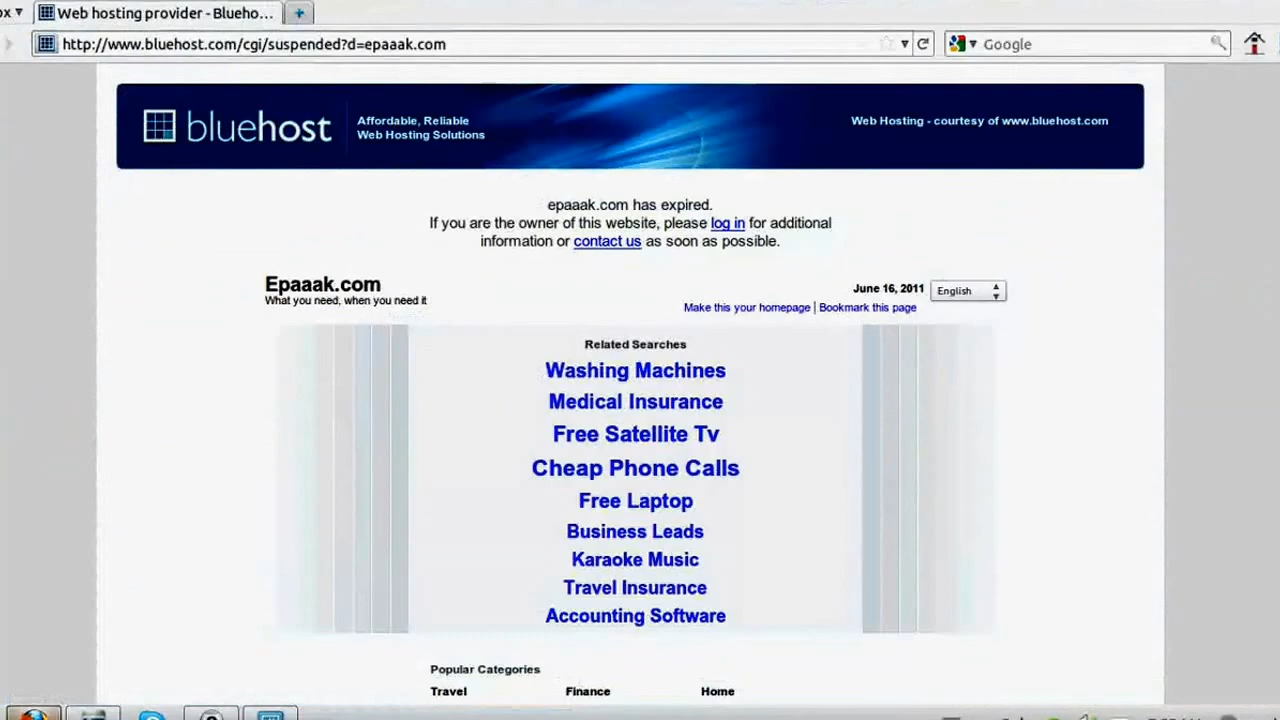 Web hosting provider - Blueho...
http://www.bluehost.com/cgi/suspended?d=epaaak.com
Google
bluehost
Affordable, Reliable
Web Hosting Solutions
Web Hosting - courtesy of www.bluehost.com
epaaak.com has expired.
If you are the owner of this website, please log in for additional
information or contact us as soon as possible.
Epaaak.com
What you need, when you need it
June 16, 2011
English
Make this your homepage | Bookmark this page
Related Searches
Washing Machines
Medical Insurance
Free Satellite Tv
Cheap Phone Calls
Free Laptop
Business Leads
Karaoke Music
Travel Insurance
Accounting Software
Popular Categories
Travel
Finance
Home